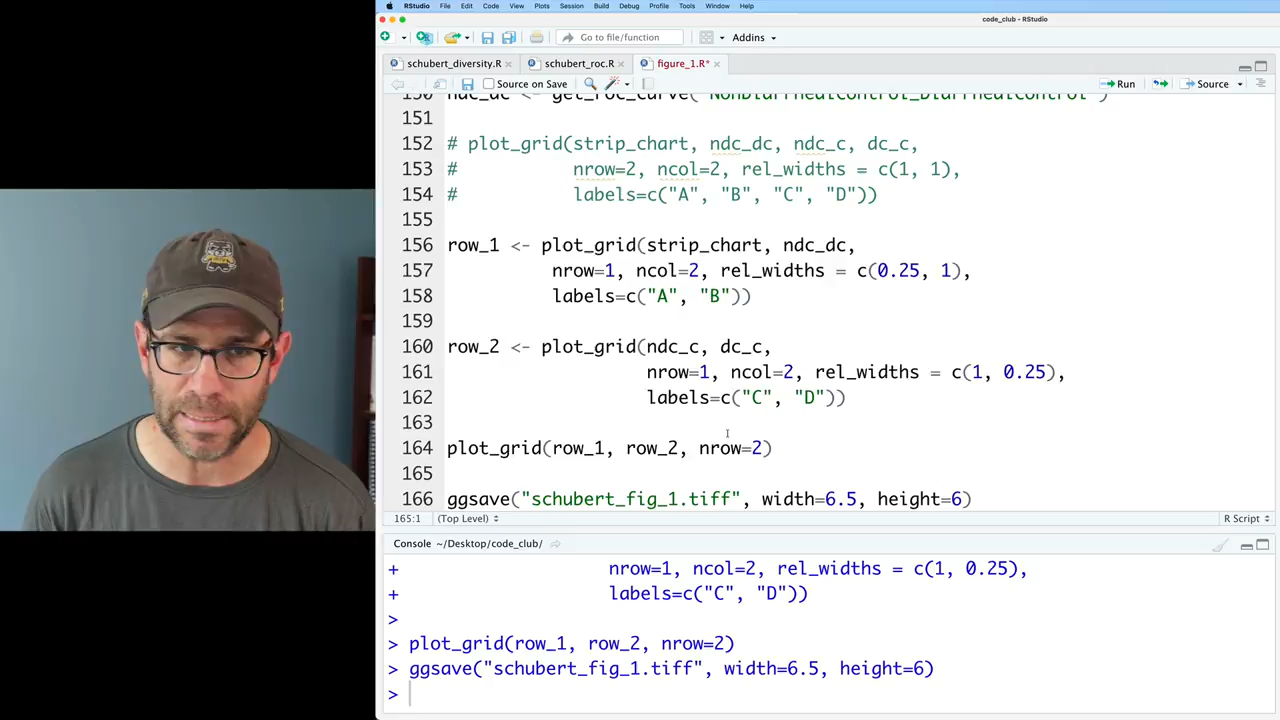 RStudio File Edit Code View Plots Session Build Debug Profile Tools Window Help
code_club - RStudio
Go to file/function Addins
schubert_diversity.R schubert_roc.R figure_1.R*
Source on Save Run Source
150 ndc_dc <- get_roc_curve("NonDiarrhealControl_DiarrhealControl")
151
152 # plot_grid(strip_chart, ndc_dc, ndc_c, dc_c,
153 # nrow=2, ncol=2, rel_widths = c(1, 1),
154 # labels=c("A", "B", "C", "D"))
155
156 row_1 <- plot_grid(strip_chart, ndc_dc,
157 nrow=1, ncol=2, rel_widths = c(0.25, 1),
158 labels=c("A", "B"))
159
160 row_2 <- plot_grid(ndc_c, dc_c,
161 nrow=1, ncol=2, rel_widths = c(1, 0.25),
162 labels=c("C", "D"))
163
164 plot_grid(row_1, row_2, nrow=2)
165
166 ggsave("schubert_fig_1.tiff", width=6.5, height=6)
165:1 (Top Level) R Script
Console ~/Desktop/code_club/
+ nrow=1, ncol=2, rel_widths = c(1, 0.25),
+ labels=c("C", "D"))
>
> plot_grid(row_1, row_2, nrow=2)
> ggsave("schubert_fig_1.tiff", width=6.5, height=6)
>